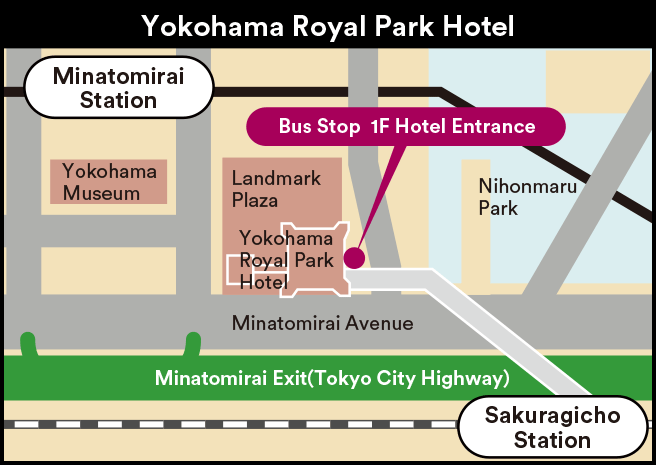 Yokohama Royal Park Hotel
Minatomirai
Station
Bus Stop 1F Hotel Entrance
Yokohama
Museum
Landmark
Plaza
Nihonmaru
Park
Yokohama
Royal Park
Hotel
Minatomirai Avenue
Minatomirai Exit(Tokyo City Highway)
Sakuragicho
Station